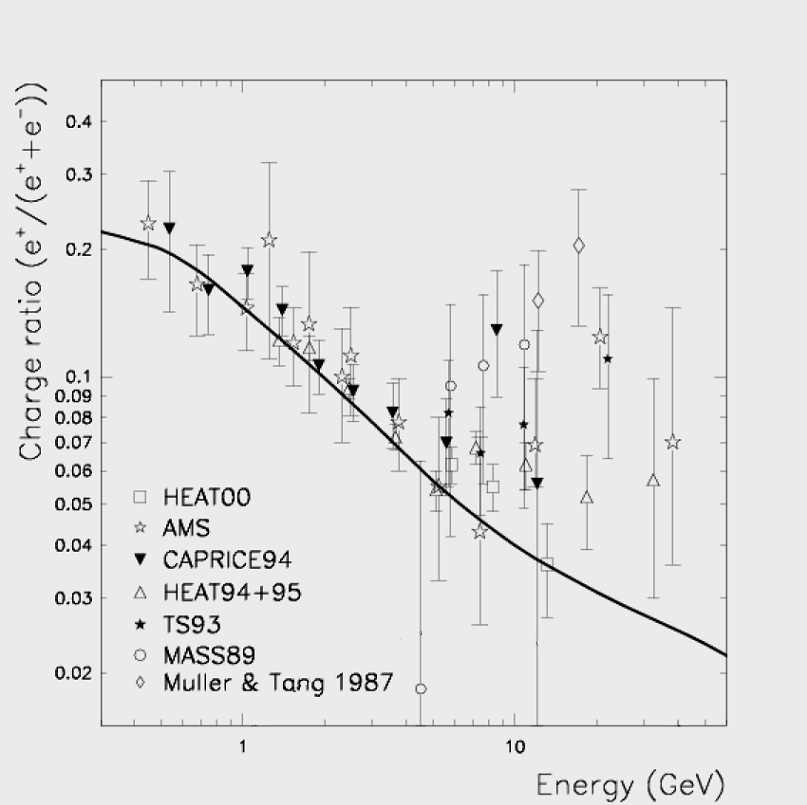 Charge ratio (e⁺/(e⁺+e⁻))
0.4
0.3
0.2
0.1
0.09
0.08
0.07
0.06
0.05
0.04
0.03
0.02
HEAT00
AMS
CAPRICE94
HEAT94+95
TS93
MASS89
Muller & Tang 1987
1
10
Energy (GeV)